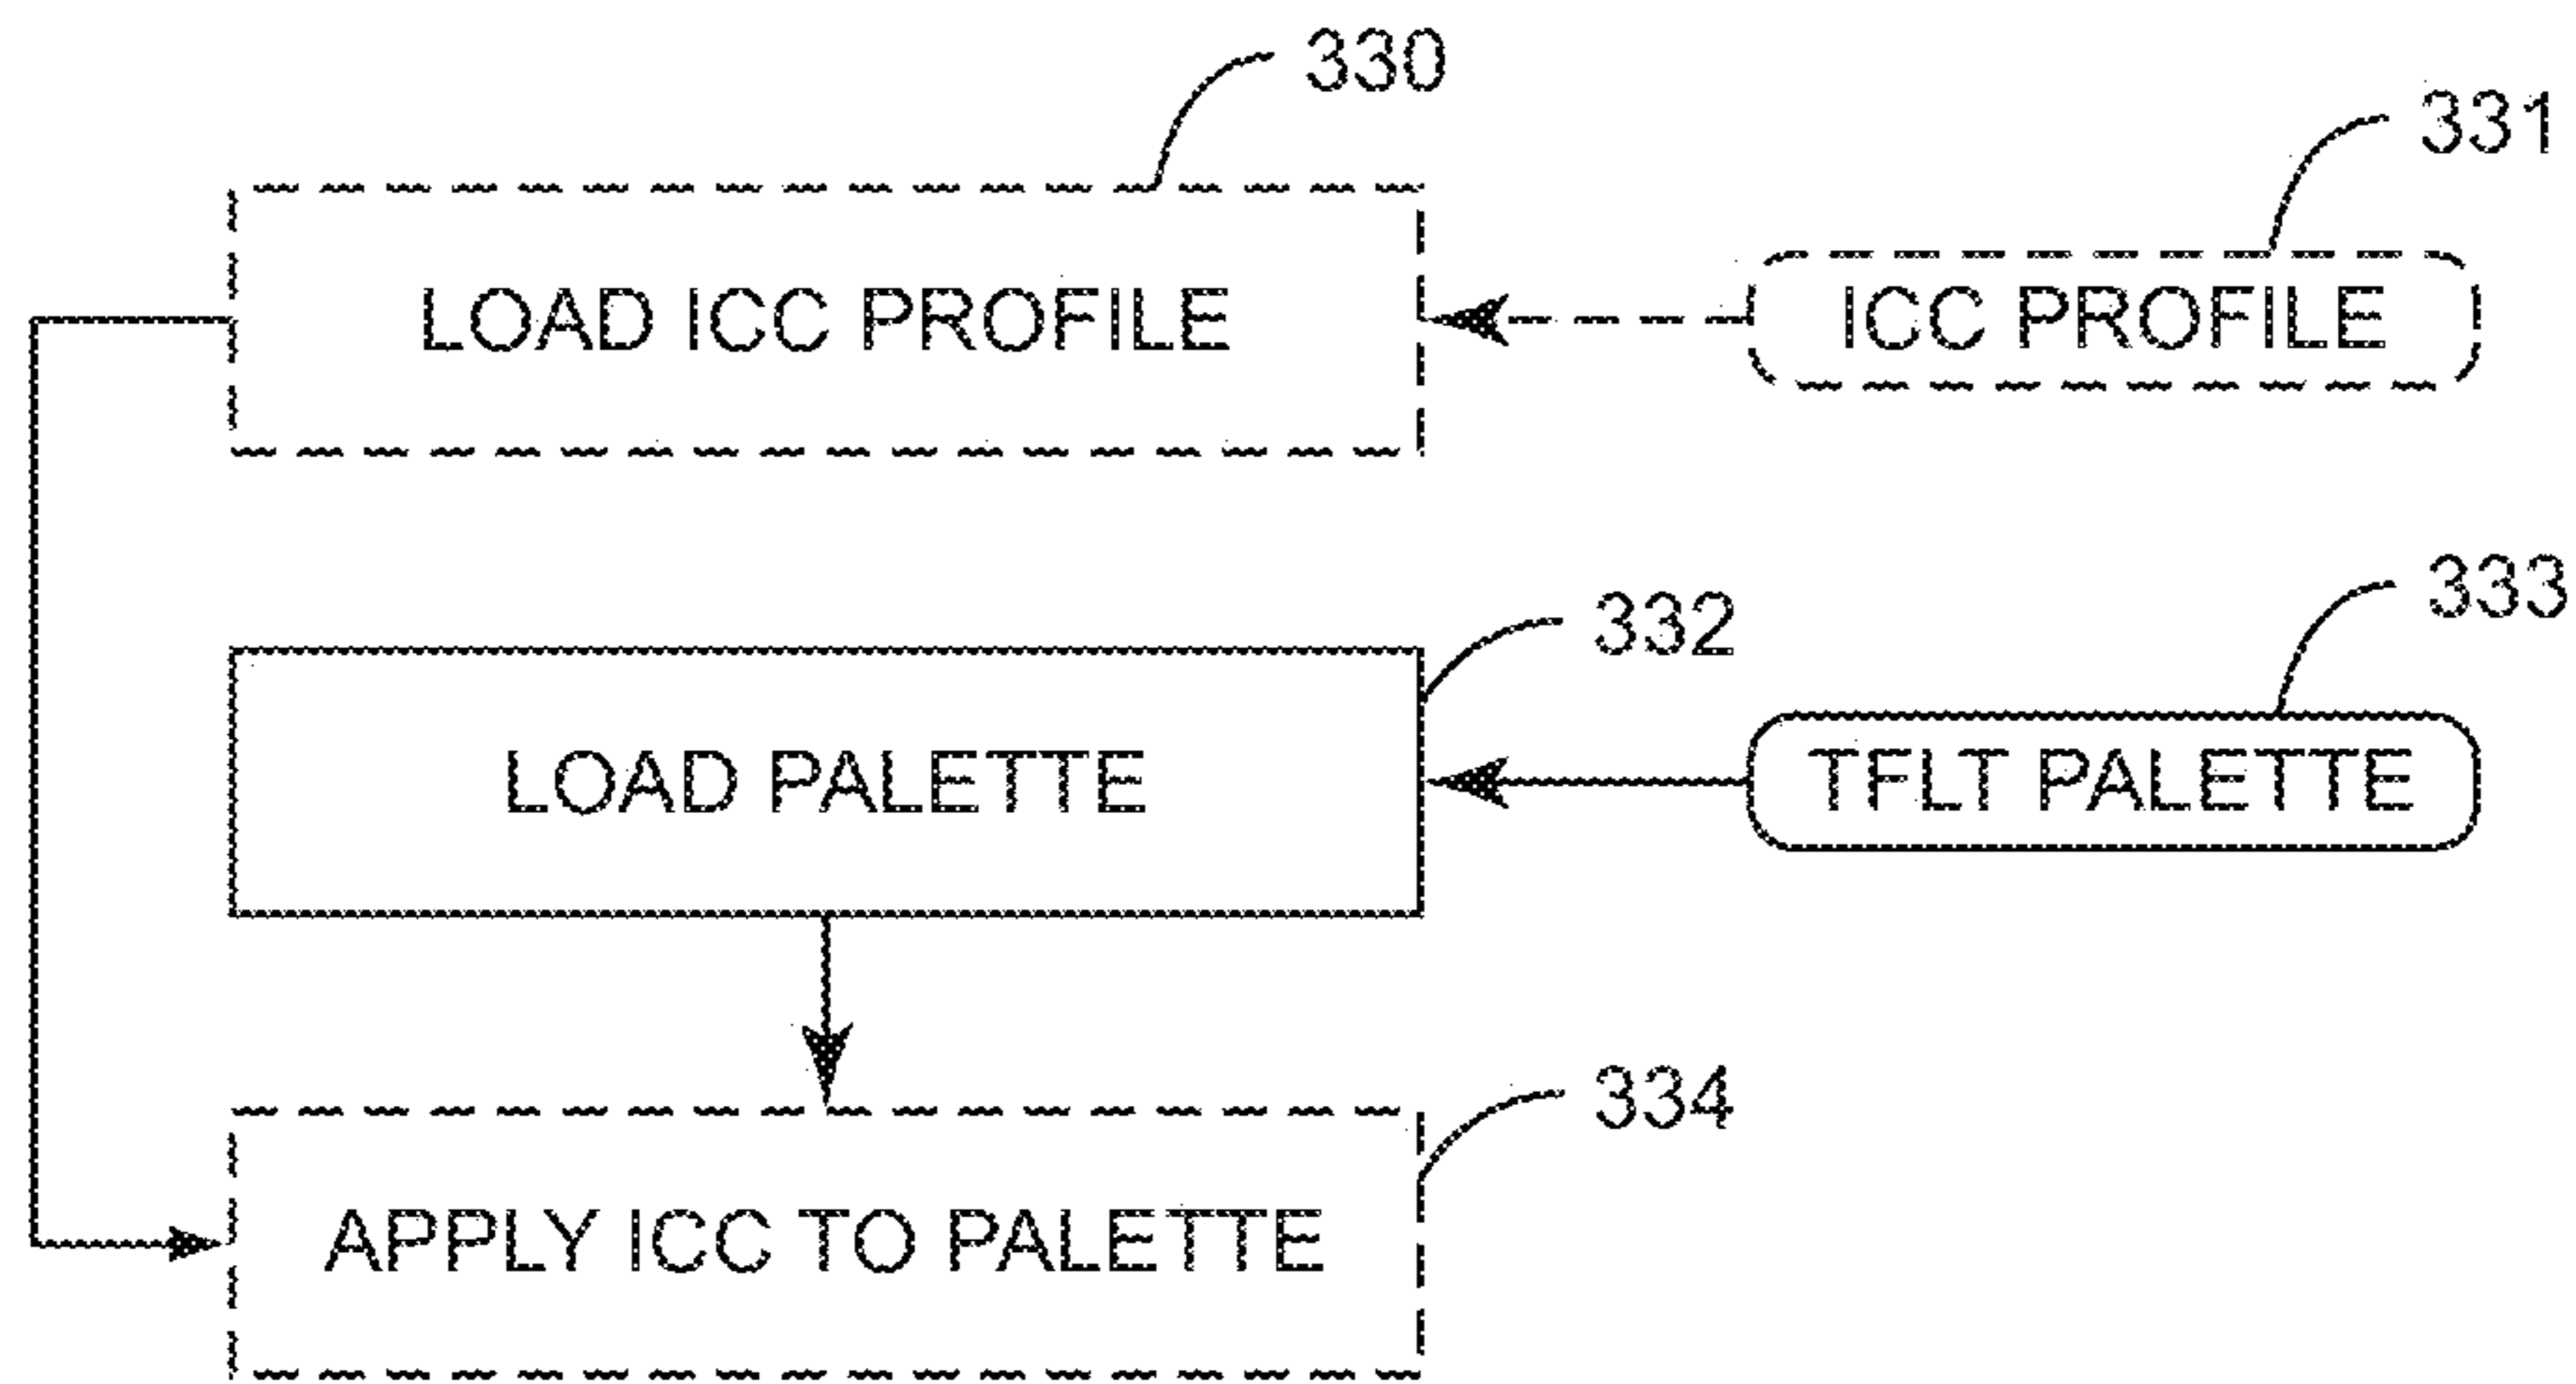 330
331
LOAD ICC PROFILE
ICC PROFILE
332
333
LOAD PALETTE
TFLT PALETTE
334
APPLY ICC TO PALETTE